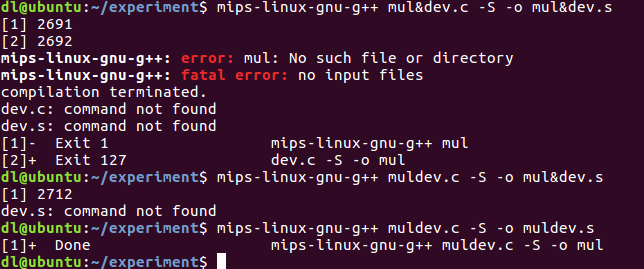 dl@ubuntu:~/experiment$ mips-linux-gnu-g++ mul&dev.c -S -o mul&dev.s
[1] 2691
[2] 2692
mips-linux-gnu-g++: error: mul: No such file or directory
mips-linux-gnu-g++: fatal error: no input files
compilation terminated.
dev.c: command not found
dev.s: command not found
[1]-  Exit 1                  mips-linux-gnu-g++ mul
[2]+  Exit 127                dev.c -S -o mul
dl@ubuntu:~/experiment$ mips-linux-gnu-g++ muldev.c -S -o mul&dev.s
[1] 2712
dev.s: command not found
dl@ubuntu:~/experiment$ mips-linux-gnu-g++ muldev.c -S -o muldev.s
[1]+  Done                    mips-linux-gnu-g++ muldev.c -S -o mul
dl@ubuntu:~/experiment$